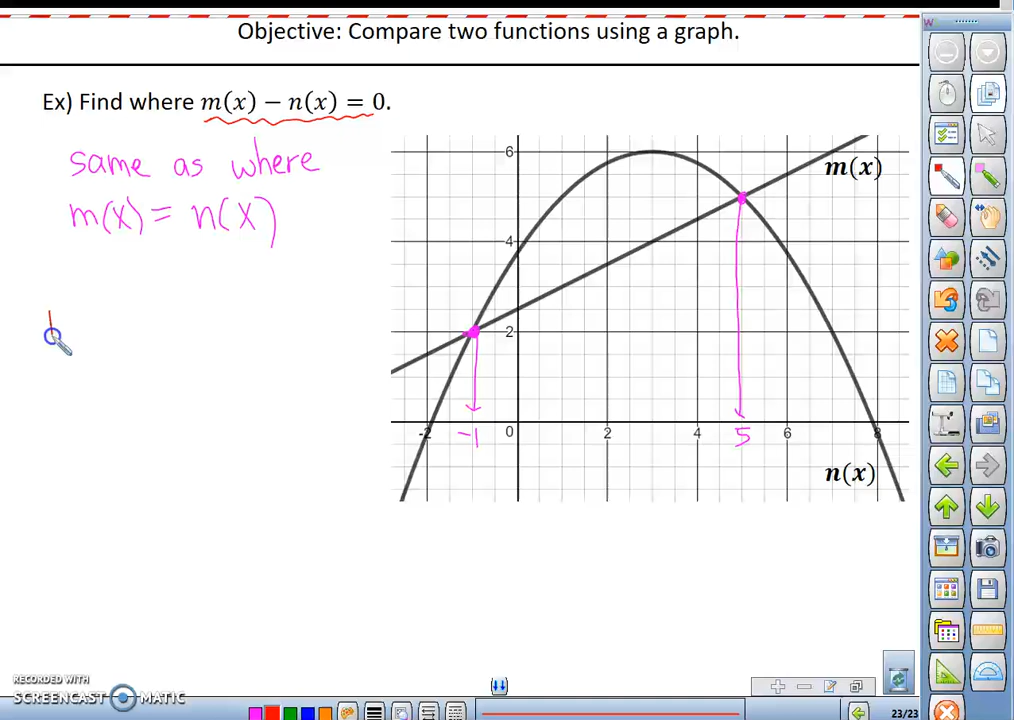 Objective: Compare two functions using a graph.
Ex) Find where m(x) − n(x) = 0.
same as where
m(x) = n(x)
6
m(x)
4
2
-2
-1
0
2
4
5
6
8
n(x)
RECORDED WITH
SCREENCAST MATIC
23/23